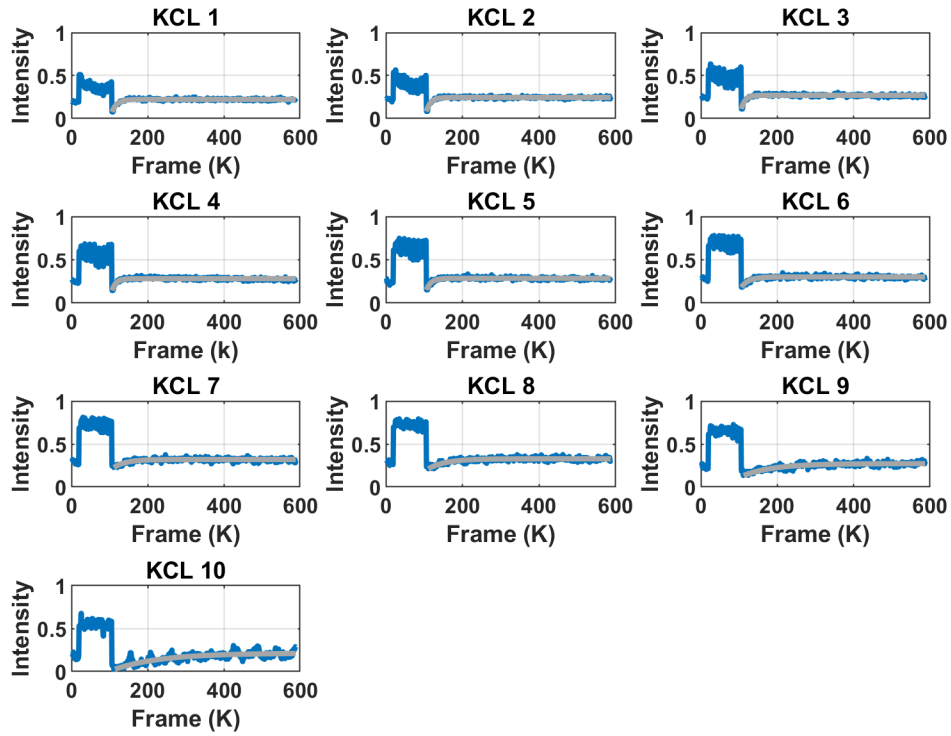 KCL 1
1
0.5
0
Intensity
0 200 400 600
Frame (K)
KCL 2
1
0.5
0
Intensity
0 200 400 600
Frame (K)
KCL 3
1
0.5
0
Intensity
0 200 400 600
Frame (K)
KCL 4
1
0.5
0
Intensity
0 200 400 600
Frame (k)
KCL 5
1
0.5
0
Intensity
0 200 400 600
Frame (K)
KCL 6
1
0.5
0
Intensity
0 200 400 600
Frame (K)
KCL 7
1
0.5
0
Intensity
0 200 400 600
Frame (K)
KCL 8
1
0.5
0
Intensity
0 200 400 600
Frame (K)
KCL 9
1
0.5
0
Intensity
0 200 400 600
Frame (K)
KCL 10
1
0.5
0
Intensity
0 200 400 600
Frame (K)